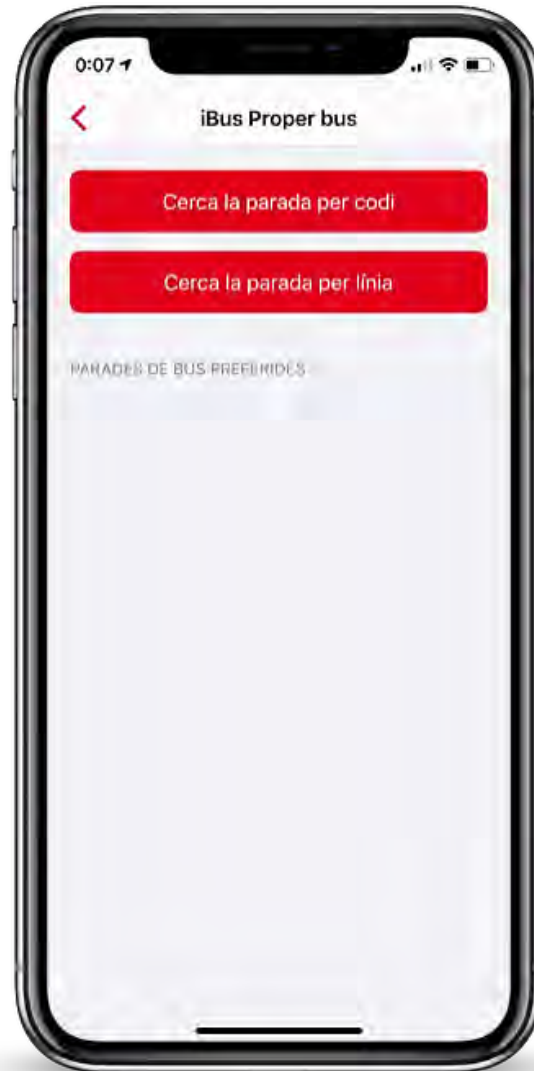 0:07
iBus Proper bus
Cerca la parada per codi
Cerca la parada per línia
PARADES DE BUS PREFERIDES